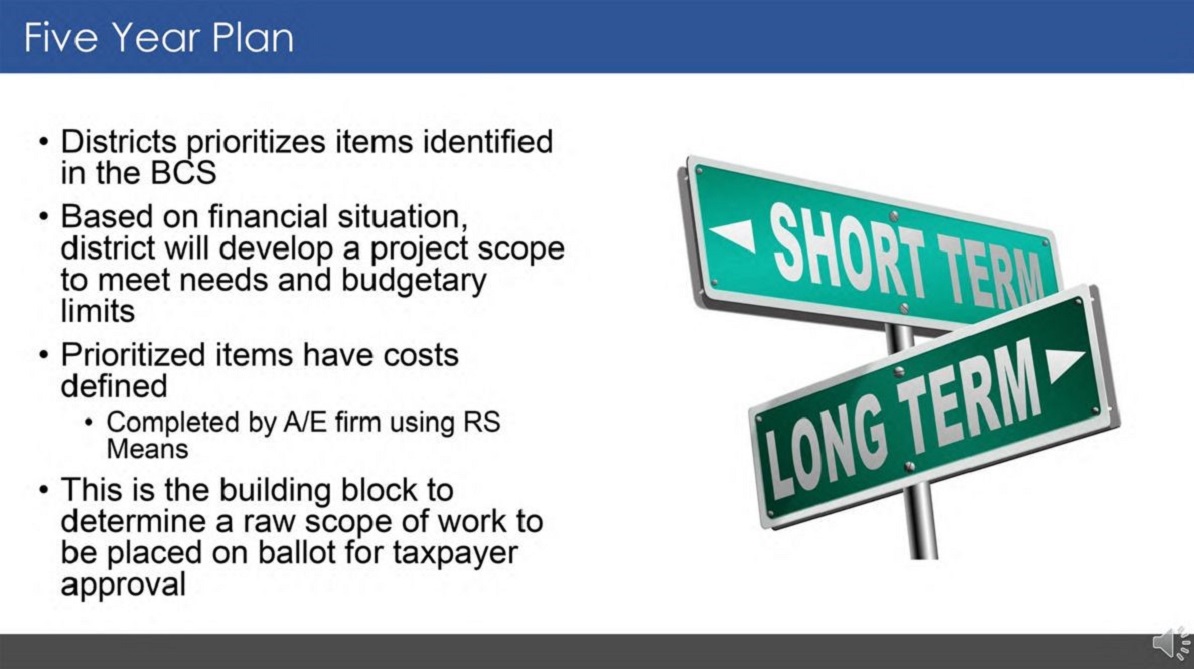 Five Year Plan
• Districts prioritizes items identified
in the BCS
• Based on financial situation,
district will develop a project scope
to meet needs and budgetary
limits
• Prioritized items have costs
defined
• Completed by A/E firm using RS
Means
• This is the building block to
determine a raw scope of work to
be placed on ballot for taxpayer
approval
SHORT TERM
LONG TERM